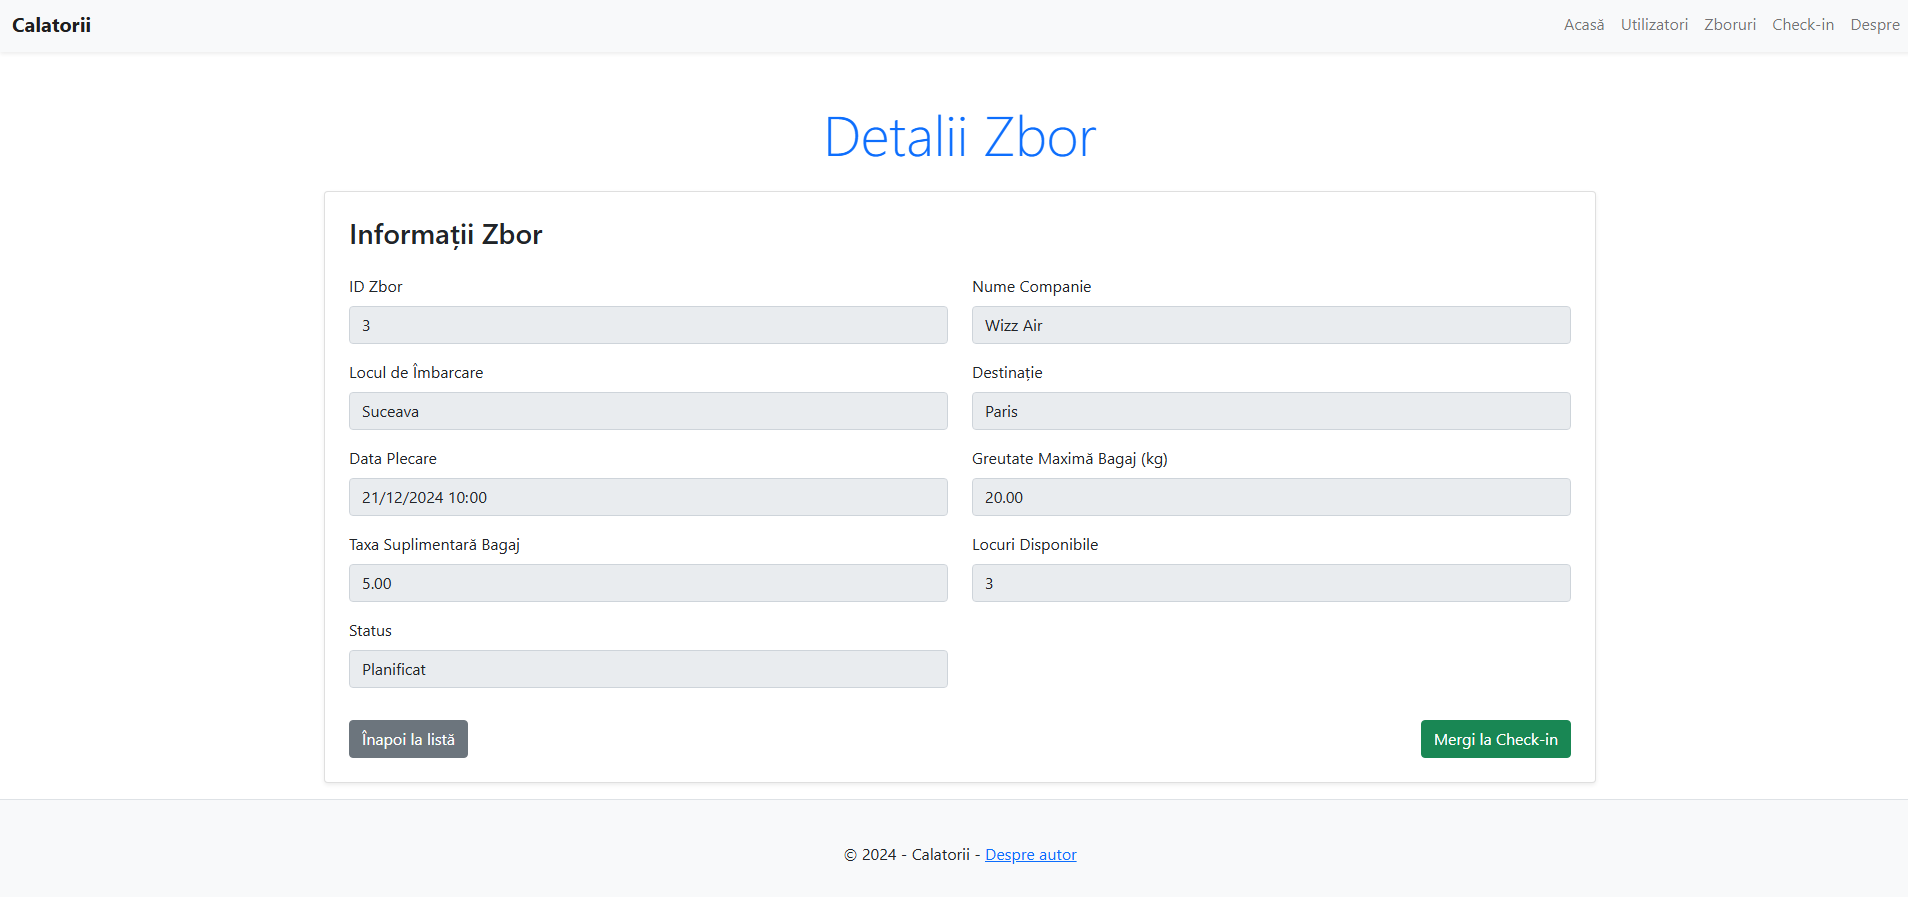 Calatorii
Acasă Utilizatori Zboruri Check-in Despre
Detalii Zbor
Informații Zbor
ID Zbor
3
Nume Companie
Wizz Air
Locul de Îmbarcare
Suceava
Destinație
Paris
Data Plecare
21/12/2024 10:00
Greutate Maximă Bagaj (kg)
20.00
Taxa Suplimentară Bagaj
5.00
Locuri Disponibile
3
Status
Planificat
Înapoi la listă
Mergi la Check-in
© 2024 - Calatorii - Despre autor